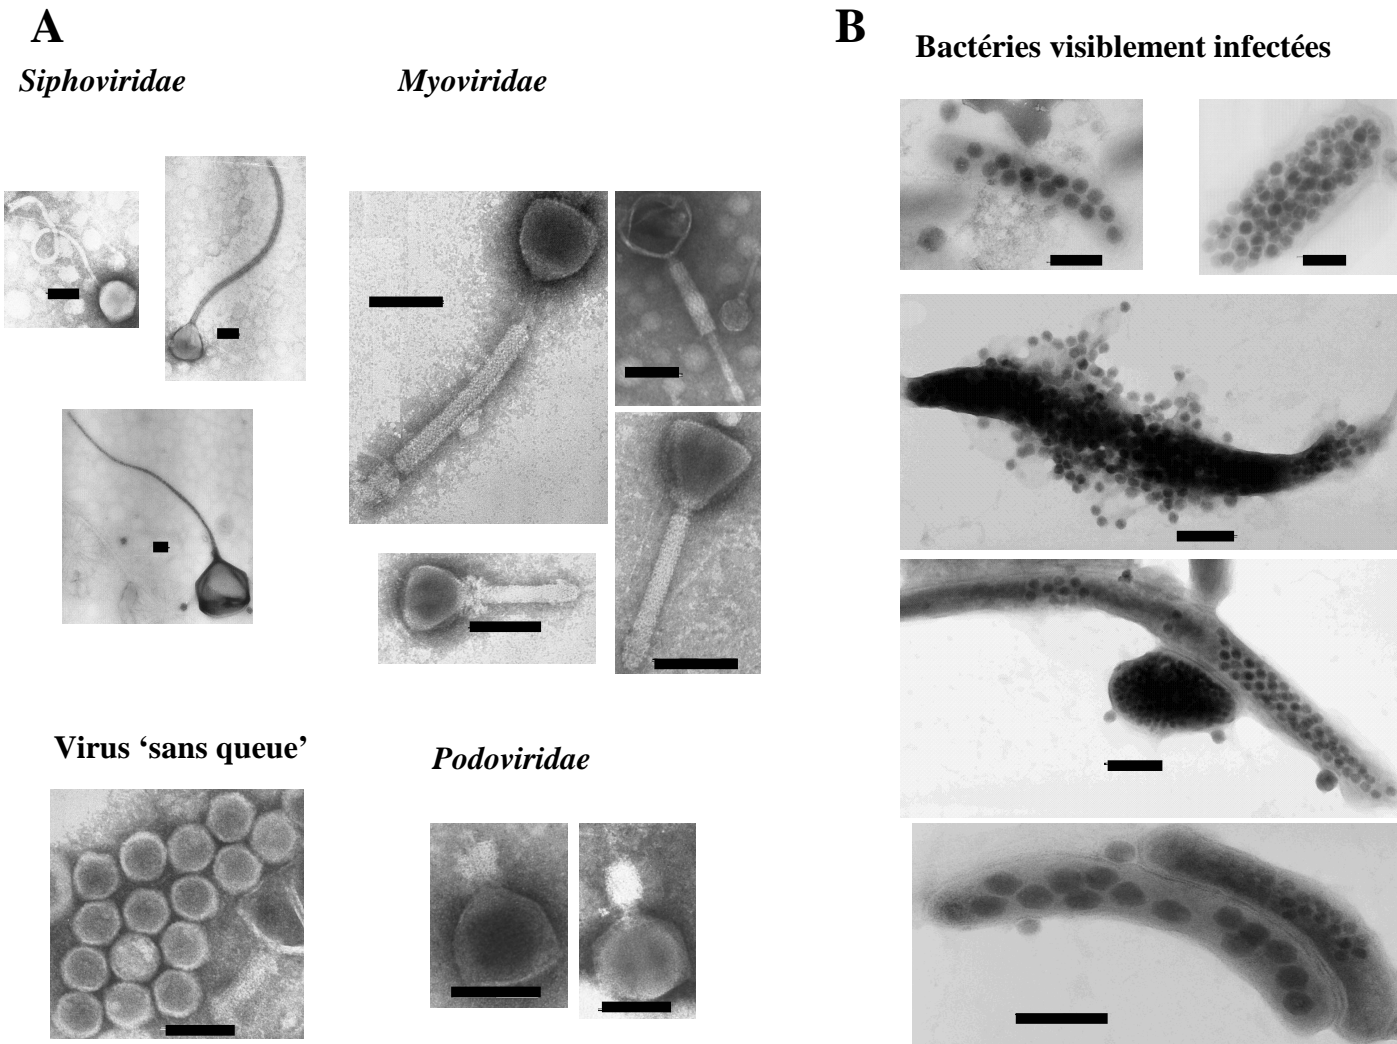 A
Siphoviridae
Myoviridae
Virus ‘sans queue’
Podoviridae
B
Bactéries visiblement infectées